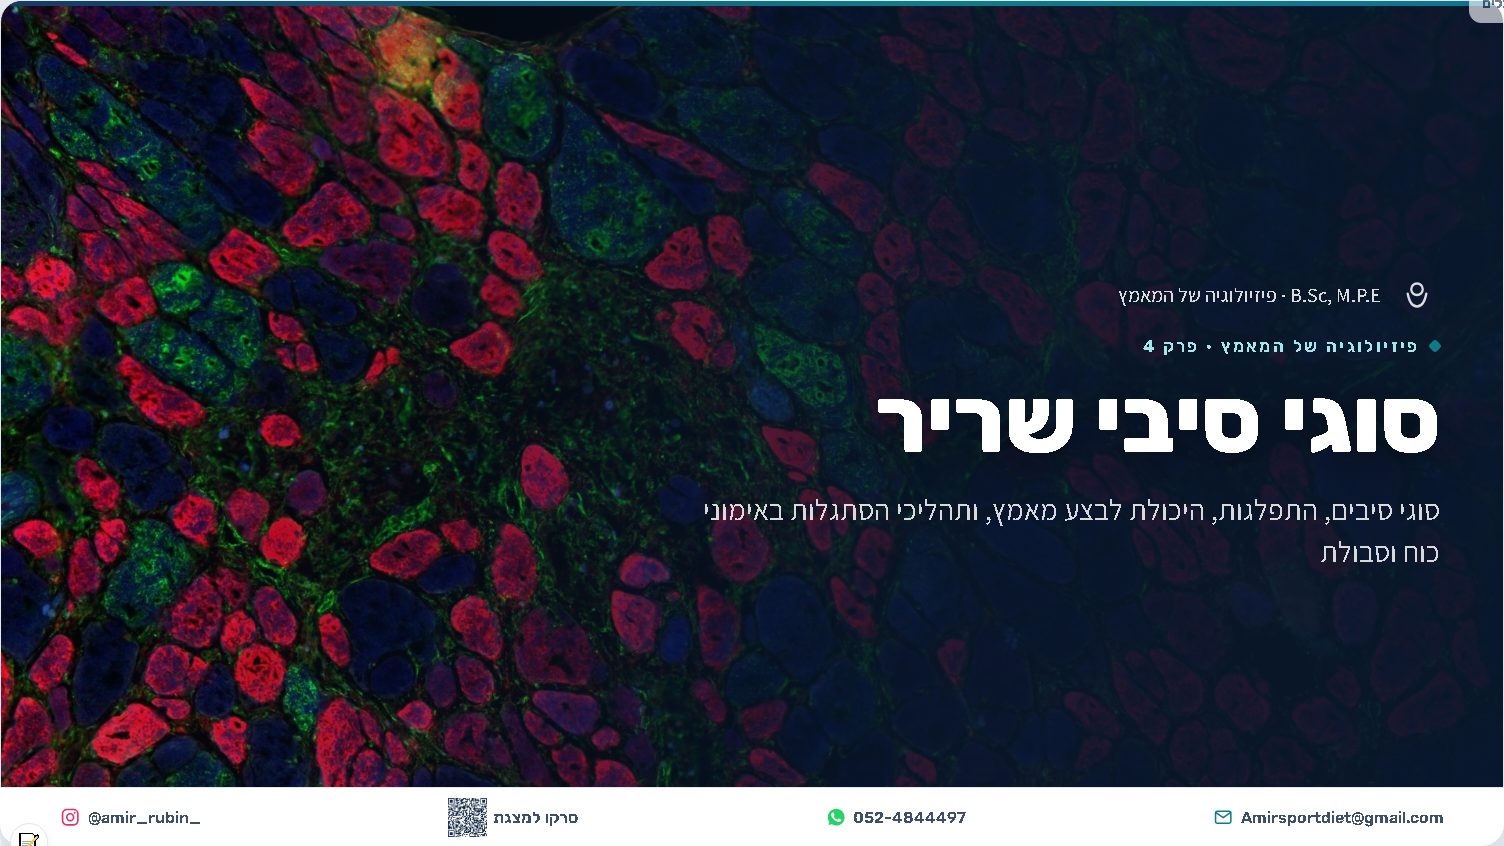 B.Sc, M.P.E · פיזיולוגיה של המאמץ
פיזיולוגיה של המאמץ · פרק 4
סוגי סיבי שריר
סוגי סיבים, התפלגות, היכולת לבצע מאמץ, ותהליכי הסתגלות באימוני
כוח וסבולת
Amirsportdiet@gmail.com
052-4844497
סרקו למצגת
@amir_rubin_